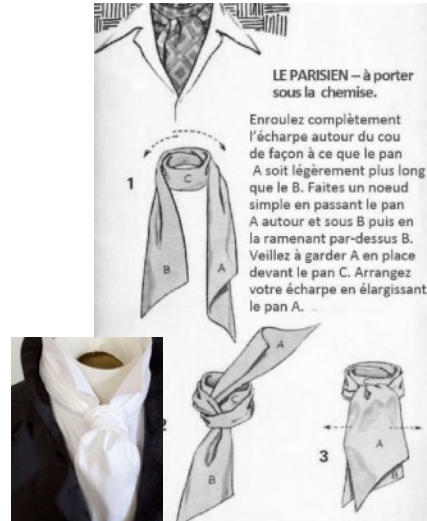 LE PARISIEN – à porter
sous la chemise.
Enroulez complètement
l'écharpe autour du cou
de façon à ce que le pan
A soit légèrement plus long
que le B. Faites un noeud
simple en passant le pan
A autour et sous B puis en
la ramenant par-dessus B.
Veillez à garder A en place
devant le pan C. Arrangez
votre écharpe en élargissant
le pan A.
1
C
B
A
2
A
C
B
3
A
B